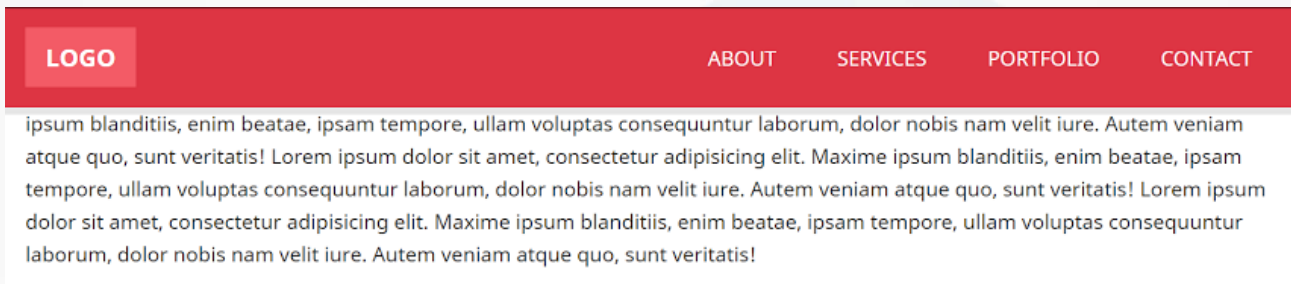 LOGO ABOUT SERVICES PORTFOLIO CONTACT
ipsum blanditiis, enim beatae, ipsam tempore, ullam voluptas consequuntur laborum, dolor nobis nam velit iure. Autem veniam
atque quo, sunt veritatis! Lorem ipsum dolor sit amet, consectetur adipisicing elit. Maxime ipsum blanditiis, enim beatae, ipsam
tempore, ullam voluptas consequuntur laborum, dolor nobis nam velit iure. Autem veniam atque quo, sunt veritatis! Lorem ipsum
dolor sit amet, consectetur adipisicing elit. Maxime ipsum blanditiis, enim beatae, ipsam tempore, ullam voluptas consequuntur
laborum, dolor nobis nam velit iure. Autem veniam atque quo, sunt veritatis!